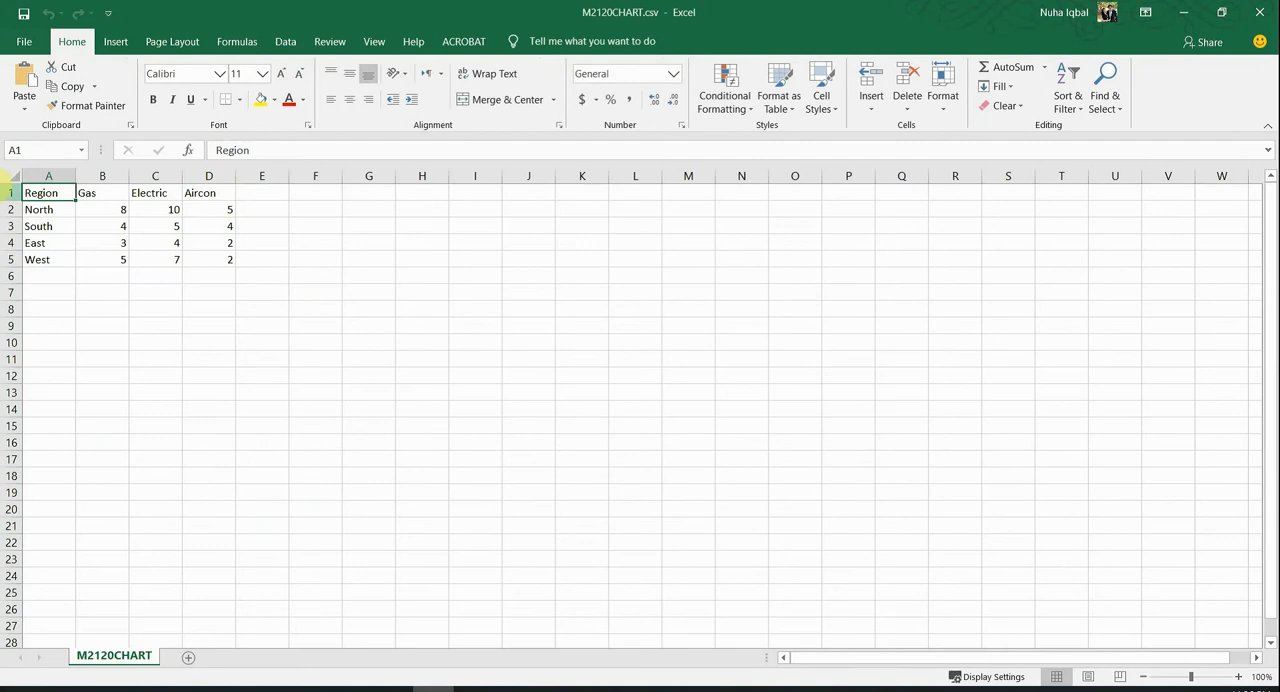 M2120CHART.csv - Excel
Nuha Iqbal
File Home Insert Page Layout Formulas Data Review View Help ACROBAT Tell me what you want to do Share
Paste
Cut
Copy
Format Painter
Clipboard
Calibri 11
B I U
A
Font
Wrap Text
Merge & Center
Alignment
General
$ % ,
Number
Conditional Formatting
Format as Table
Cell Styles
Styles
Insert
Delete
Format
Cells
AutoSum
Fill
Clear
Sort & Filter
Find & Select
Editing
A1 fx Region
A B C D E F G H I J K L M N O P Q R S T U V W
1 Region Gas Electric Aircon
2 North 8 10 5
3 South 4 5 4
4 East 3 4 2
5 West 5 7 2
6
7
8
9
10
11
12
13
14
15
16
17
18
19
20
21
22
23
24
25
26
27
28
M2120CHART
Display Settings 100%